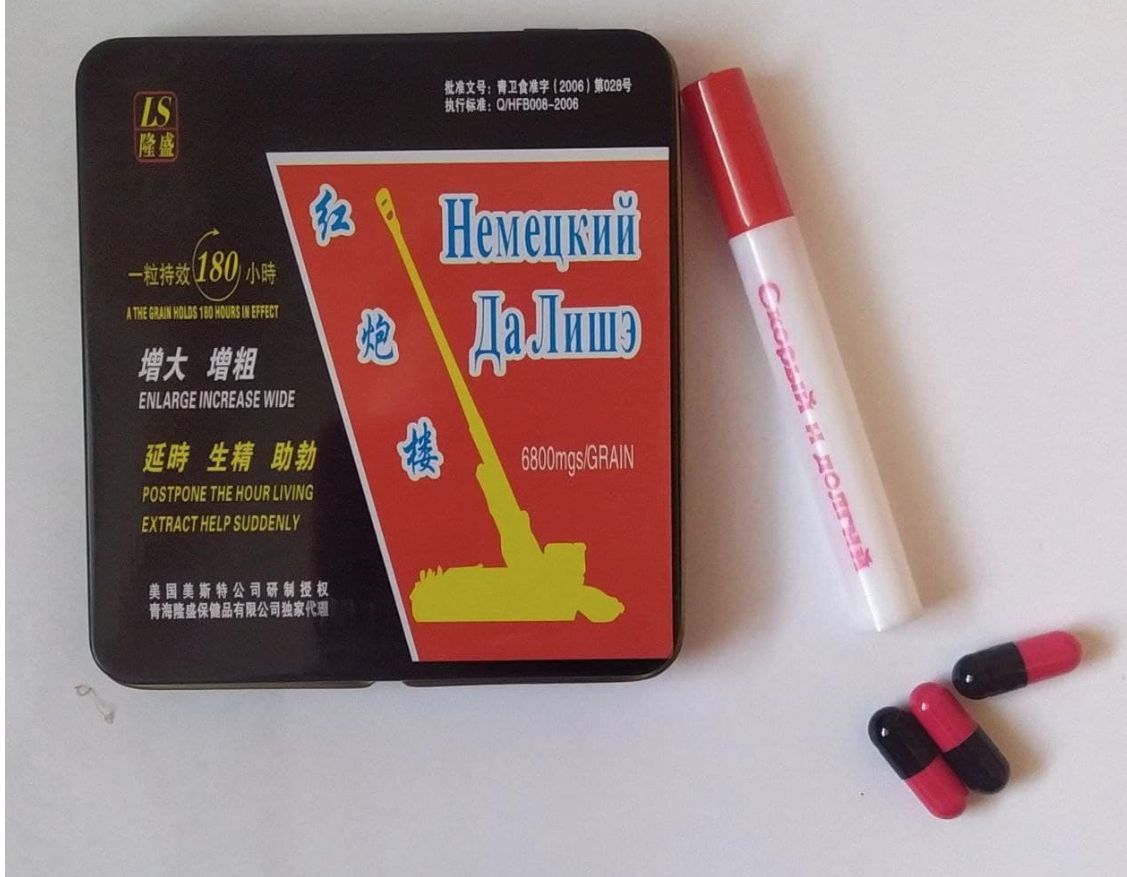 LS
隆盛
批准文号：青卫食准字（2006）第028号
执行标准：Q/HFB008-2006
红炮楼
Немецкий
Да Лишэ
6800mgs/GRAIN
一粒持效180小時
A THE GRAIN HOLDS 180 HOURS IN EFFECT
增大 增粗
ENLARGE INCREASE WIDE
延時 生精 助勃
POSTPONE THE HOUR LIVING
EXTRACT HELP SUDDENLY
美国美斯特公司研制授权
青海隆盛保健品有限公司独家代理
Скорый и долгий